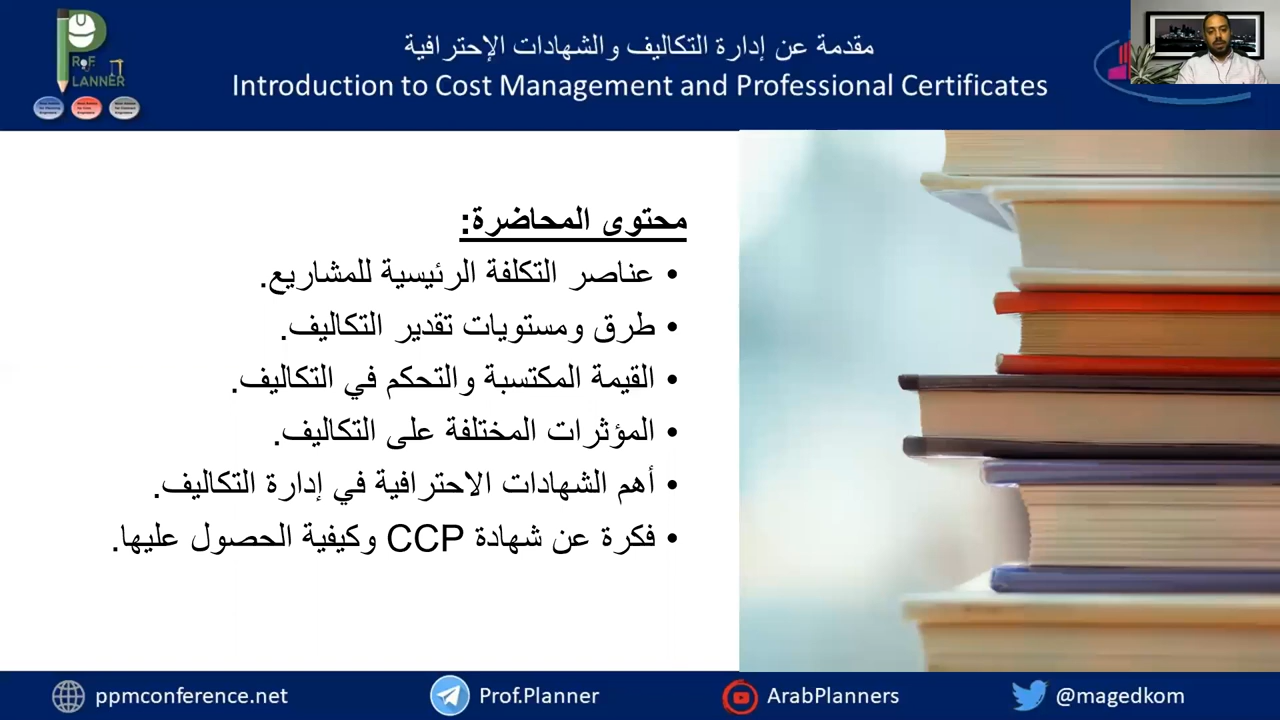 مقدمة عن إدارة التكاليف والشهادات الإحترافية
Introduction to Cost Management and Professional Certificates
PROF.
PLANNER
محتوى المحاضرة:
• عناصر التكلفة الرئيسية للمشاريع.
• طرق ومستويات تقدير التكاليف.
• القيمة المكتسبة والتحكم في التكاليف.
• المؤثرات المختلفة على التكاليف.
• أهم الشهادات الاحترافية في إدارة التكاليف.
• فكرة عن شهادة CCP وكيفية الحصول عليها.
ppmconference.net
Prof.Planner
ArabPlanners
@magedkom